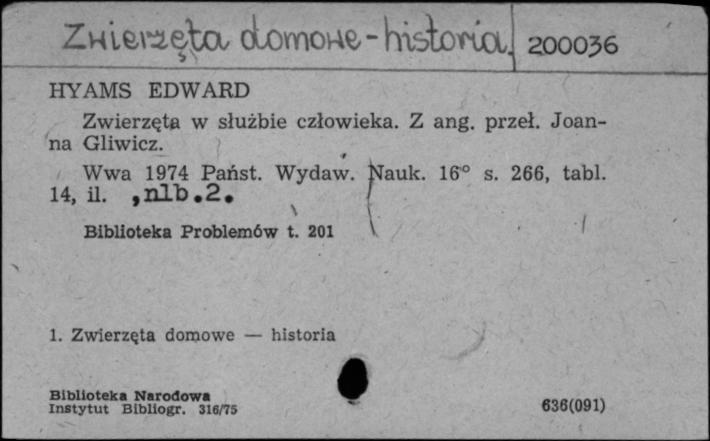 Zwierzęta domowe - historia. 200036
HYAMS EDWARD
Zwierzęta w służbie człowieka. Z ang. przeł. Joan-
na Gliwicz.
Wwa 1974 Państ. Wydaw. Nauk. 16° s. 266, tabl.
14, il. , nlb.2.
Biblioteka Problemów t. 201
1. Zwierzęta domowe — historia
Biblioteka Narodowa
Instytut Bibliogr. 316/75 636(091)